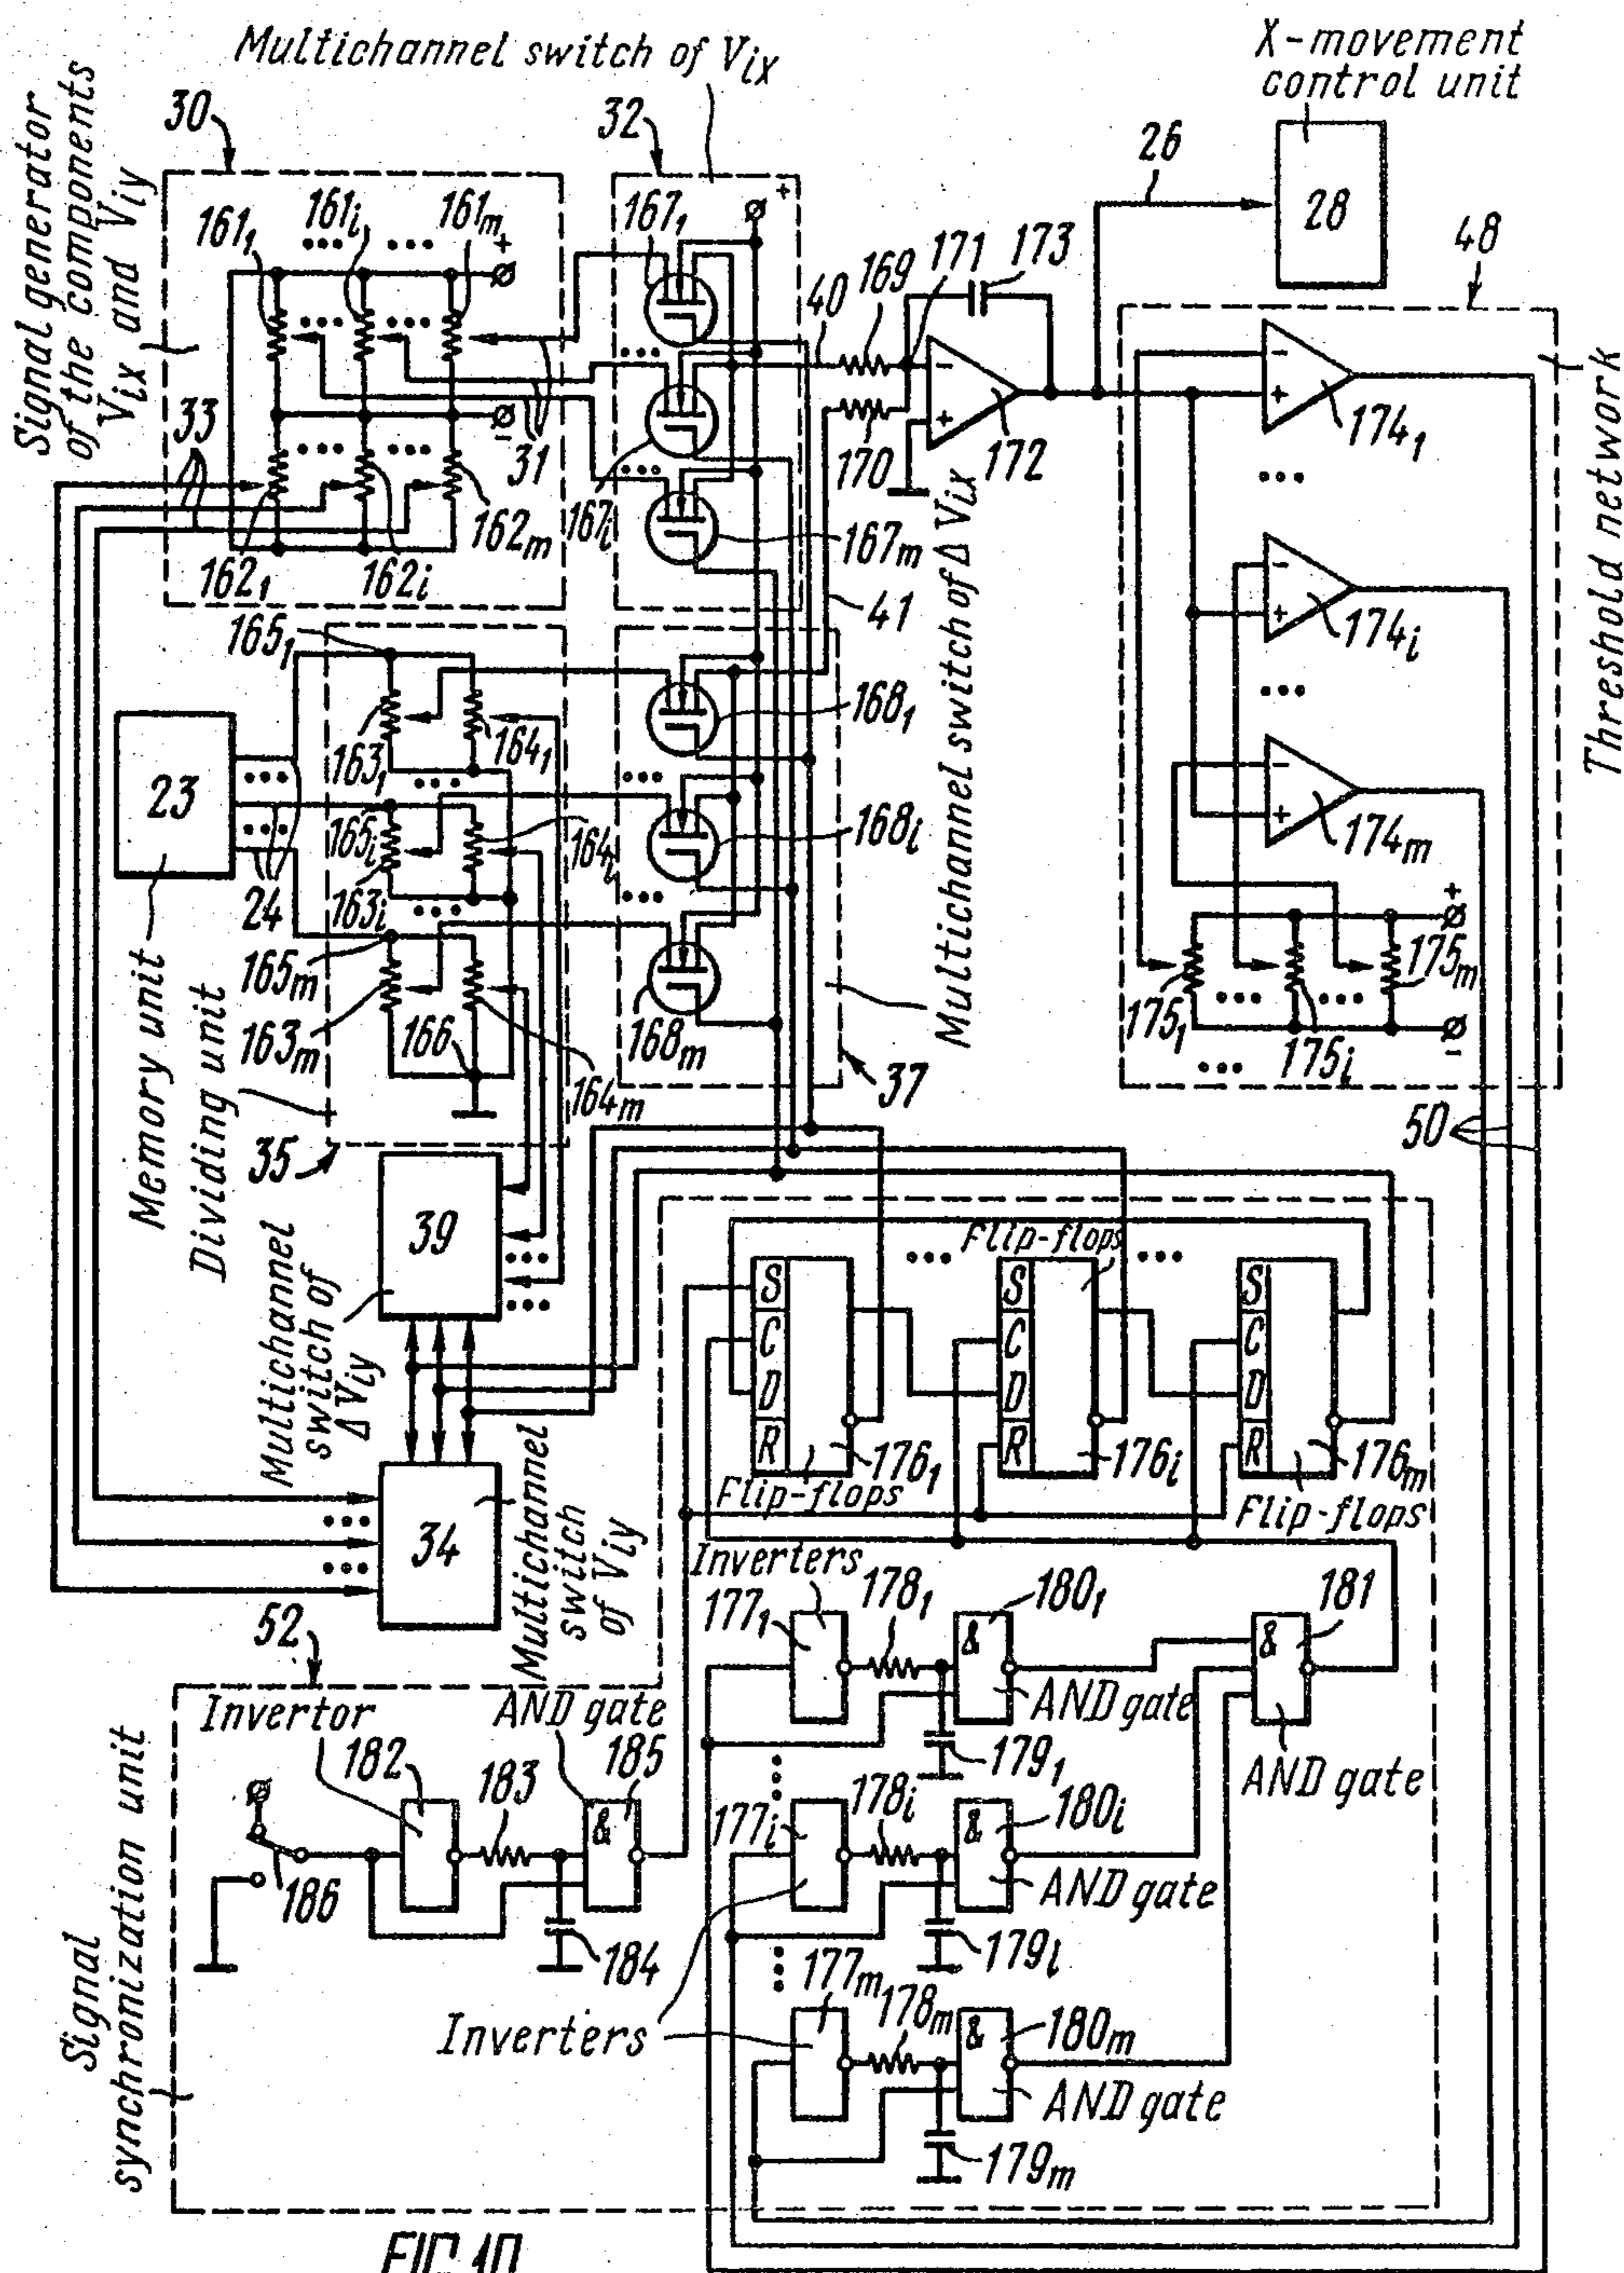 Multichannel switch of Vix
X-movement
control unit
Signal generator
of the components
Vix and Viy
30
32
26
28
48
161₁
161i
161m
+
167₁
+
40
169
171
173
-
+
172
174₁
-
+
33
31
-
170
167i
167m
162₁
162i
162m
41
Multichannel switch of ΔVix
174i
-
+
Threshold network
165₁
163₁
164₁
168₁
23
165i
164i
163i
168i
174m
-
+
24
165m
163m
166
164m
168m
37
175₁
175i
175m
+
-
Memory unit
Dividing unit
35
50
39
Multichannel
switch of
ΔViy
Flip-flops
S
C
D
R
S
C
D
R
S
C
D
R
176₁
176i
176m
Flip-flops
Flip-flops
34
Multichannel
switch
of Viy
Inverters
177₁
178₁
&
180₁
&
181
52
AND gate
179₁
AND gate
Invertor
AND gate
182
183
185
&
186
184
177i
178i
&
180i
AND gate
179i
Signal
synchronization unit
Inverters
177m
178m
&
180m
AND gate
179m
FIG.10